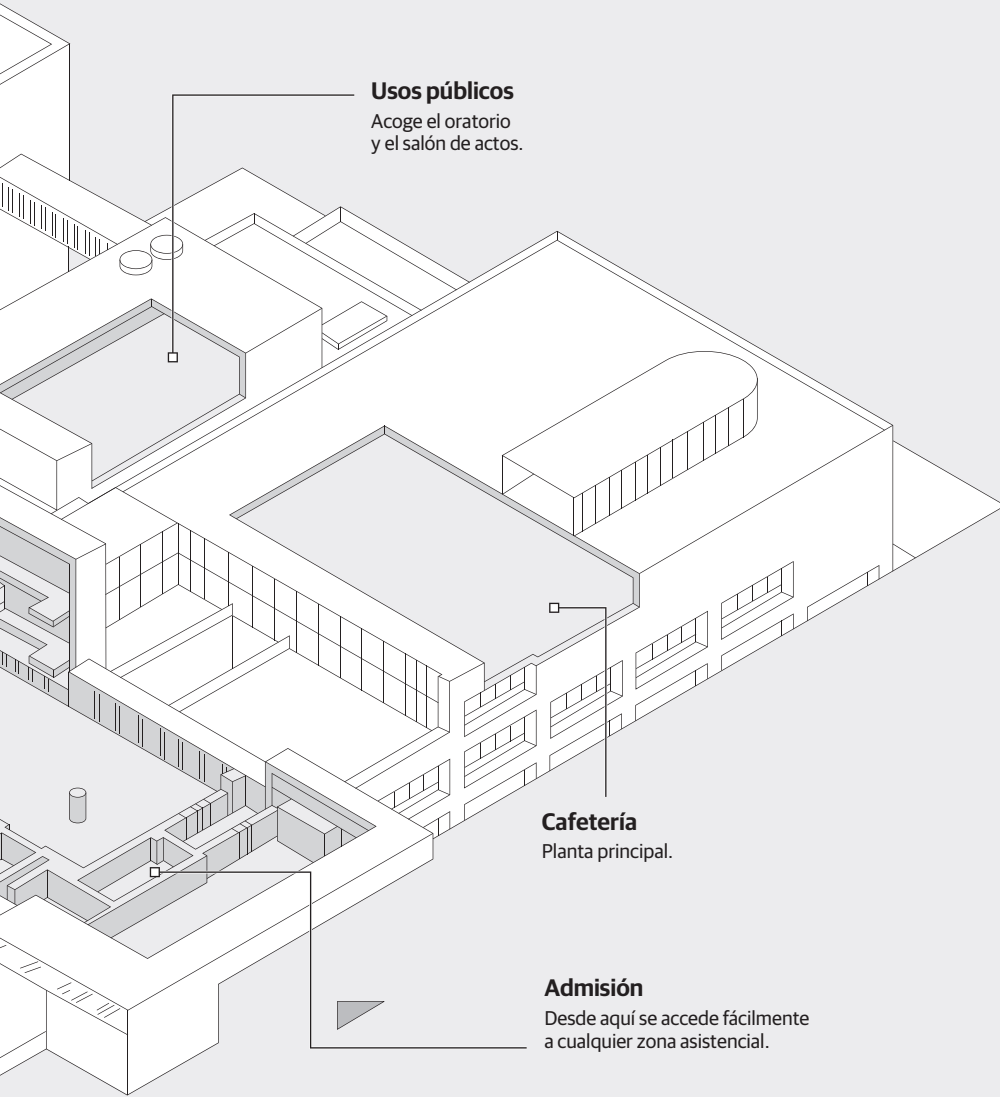 Usos públicos
Acoge el oratorio
y el salón de actos.
Cafetería
Planta principal.
Admisión
Desde aquí se accede fácilmente
a cualquier zona asistencial.